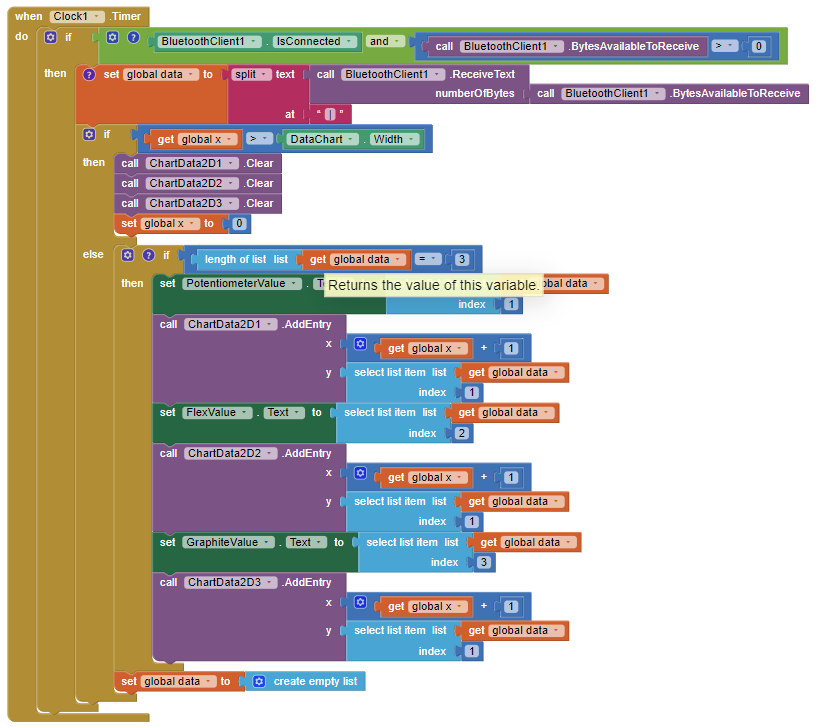 when Clock1 .Timer
do if BluetoothClient1 . IsConnected and call BluetoothClient1 .BytesAvailableToReceive > 0
then set global data to split text call BluetoothClient1 .ReceiveText
numberOfBytes call BluetoothClient1 .BytesAvailableToReceive
at " | "
if get global x > DataChart . Width
then call ChartData2D1 .Clear
call ChartData2D2 .Clear
call ChartData2D3 .Clear
set global x to 0
else if length of list list get global data = 3
then set PotentiometerValue . data
Returns the value of this variable.
index 1
call ChartData2D1 .AddEntry
x get global x + 1
y select list item list get global data
index 1
set FlexValue . Text to select list item list get global data
index 2
call ChartData2D2 .AddEntry
x get global x + 1
y select list item list get global data
index 1
set GraphiteValue . Text to select list item list get global data
index 3
call ChartData2D3 .AddEntry
x get global x + 1
y select list item list get global data
index 1
set global data to create empty list